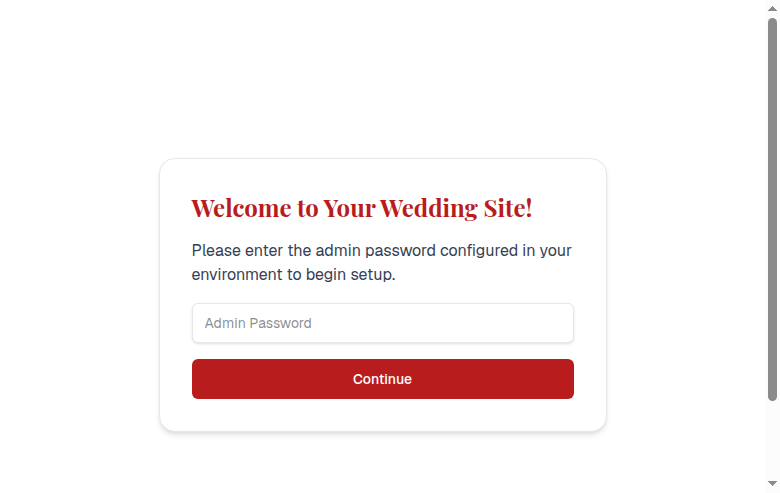 Welcome to Your Wedding Site!
Please enter the admin password configured in your
environment to begin setup.
Admin Password
Continue